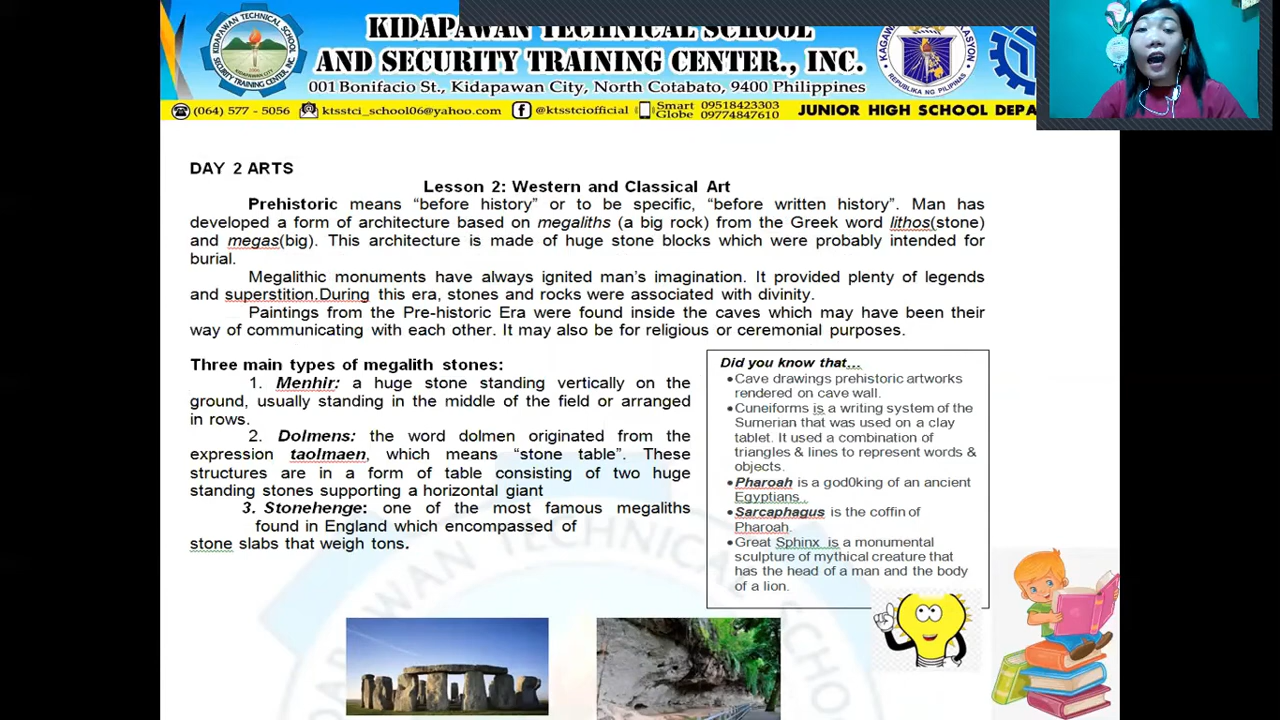 KIDAPAWAN TECHNICAL SCHOOL
AND SECURITY TRAINING CENTER., INC.
001 Bonifacio St., Kidapawan City, North Cotabato, 9400 Philippines
(064) 577 - 5056 ktsstci_school06@yahoo.com @ktsstciofficial Smart 09518423303
Globe 09774847610
JUNIOR HIGH SCHOOL DEPA
DAY 2 ARTS
Lesson 2: Western and Classical Art
Prehistoric means “before history” or to be specific, “before written history”. Man has
developed a form of architecture based on megaliths (a big rock) from the Greek word lithos(stone)
and megas(big). This architecture is made of huge stone blocks which were probably intended for
burial.
Megalithic monuments have always ignited man’s imagination. It provided plenty of legends
and superstition.During this era, stones and rocks were associated with divinity.
Paintings from the Pre-historic Era were found inside the caves which may have been their
way of communicating with each other. It may also be for religious or ceremonial purposes.
Three main types of megalith stones:
1. Menhir: a huge stone standing vertically on the
ground, usually standing in the middle of the field or arranged
in rows.
2. Dolmens: the word dolmen originated from the
expression taolmaen, which means “stone table”. These
structures are in a form of table consisting of two huge
standing stones supporting a horizontal giant
3. Stonehenge: one of the most famous megaliths
found in England which encompassed of
stone slabs that weigh tons.
Did you know that…
•Cave drawings prehistoric artworks
rendered on cave wall.
•Cuneiforms is a writing system of the
Sumerian that was used on a clay
tablet. It used a combination of
triangles & lines to represent words &
objects.
•Pharoah is a god0king of an ancient
Egyptians .
•Sarcaphagus is the coffin of
Pharoah.
•Great Sphinx is a monumental
sculpture of mythical creature that
has the head of a man and the body
of a lion.